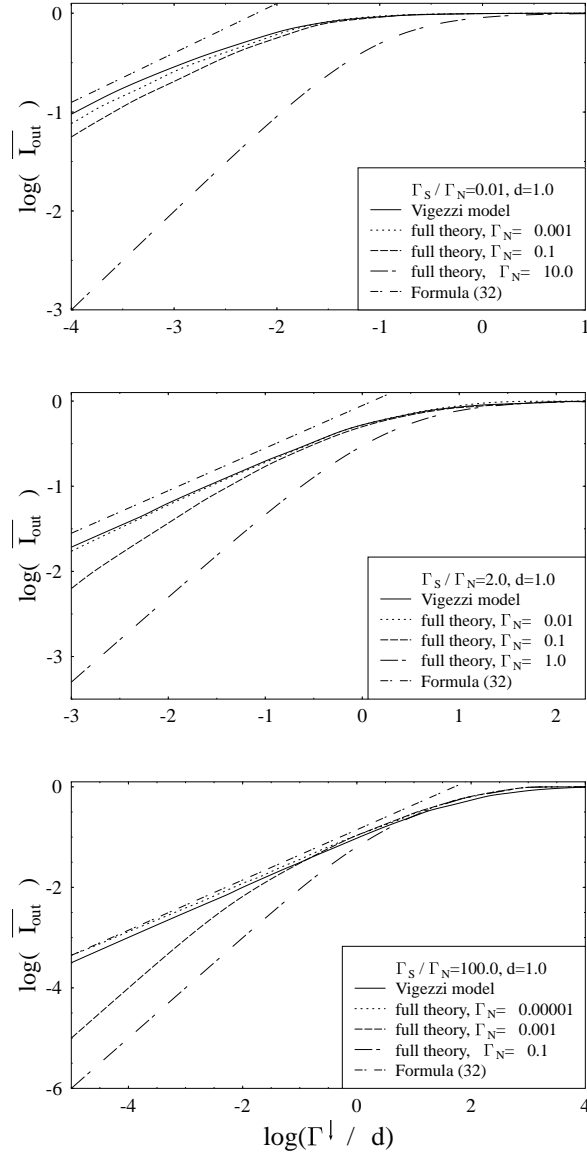 0
-1
-2
-3
log( I̅out )
-4 -3 -2 -1 0 1
Γ_S / Γ_N=0.01, d=1.0
Vigezzi model
full theory, Γ_N= 0.001
full theory, Γ_N= 0.1
full theory, Γ_N= 10.0
Formula (32)
0
-1
-2
-3
log( I̅out )
-3 -2 -1 0 1 2
Γ_S / Γ_N=2.0, d=1.0
Vigezzi model
full theory, Γ_N= 0.01
full theory, Γ_N= 0.1
full theory, Γ_N= 1.0
Formula (32)
0
-2
-4
-6
log( I̅out )
-4 -2 0 2 4
Γ_S / Γ_N=100.0, d=1.0
Vigezzi model
full theory, Γ_N= 0.00001
full theory, Γ_N= 0.001
full theory, Γ_N= 0.1
Formula (32)
log(Γ↓ / d)